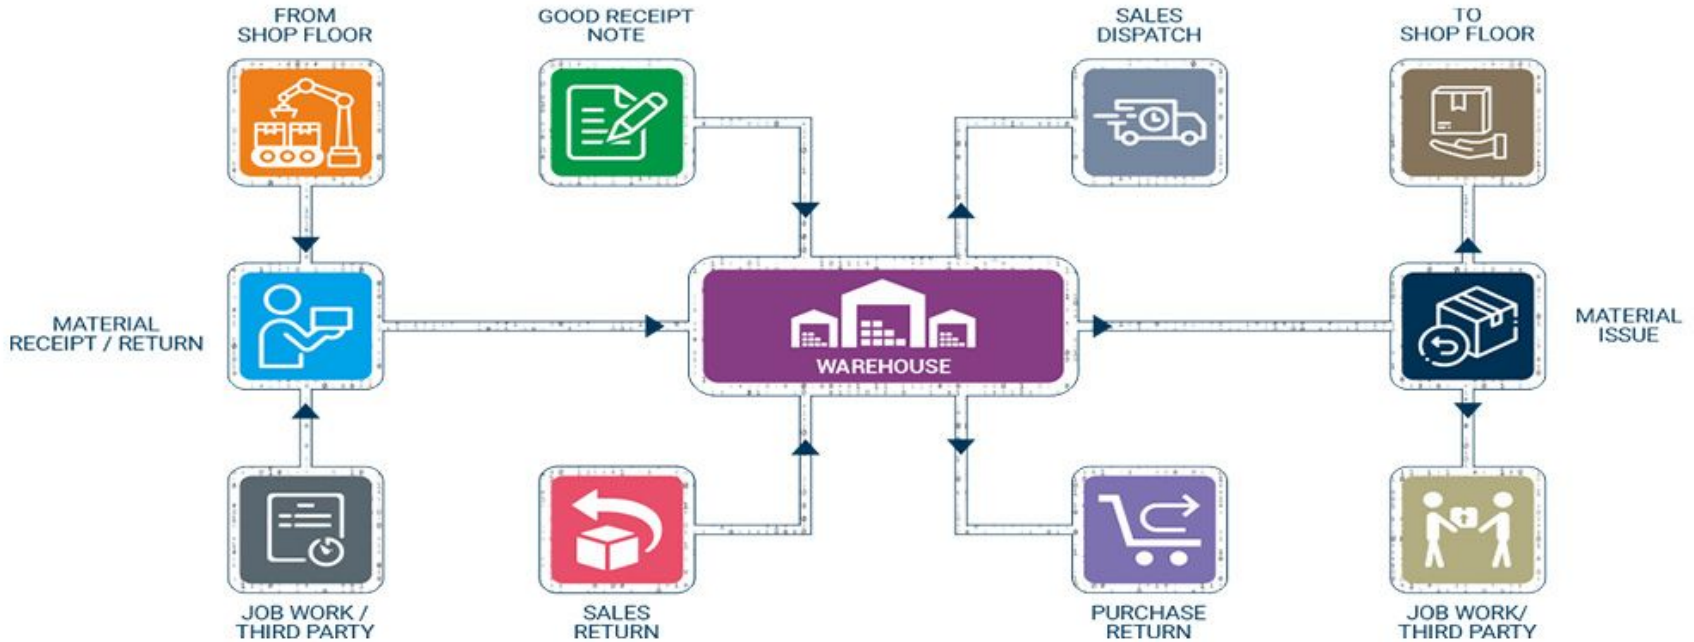 FROM
SHOP FLOOR
GOOD RECEIPT
NOTE
SALES
DISPATCH
TO
SHOP FLOOR
MATERIAL
RECEIPT / RETURN
WAREHOUSE
MATERIAL
ISSUE
JOB WORK /
THIRD PARTY
SALES
RETURN
PURCHASE
RETURN
JOB WORK/
THIRD PARTY